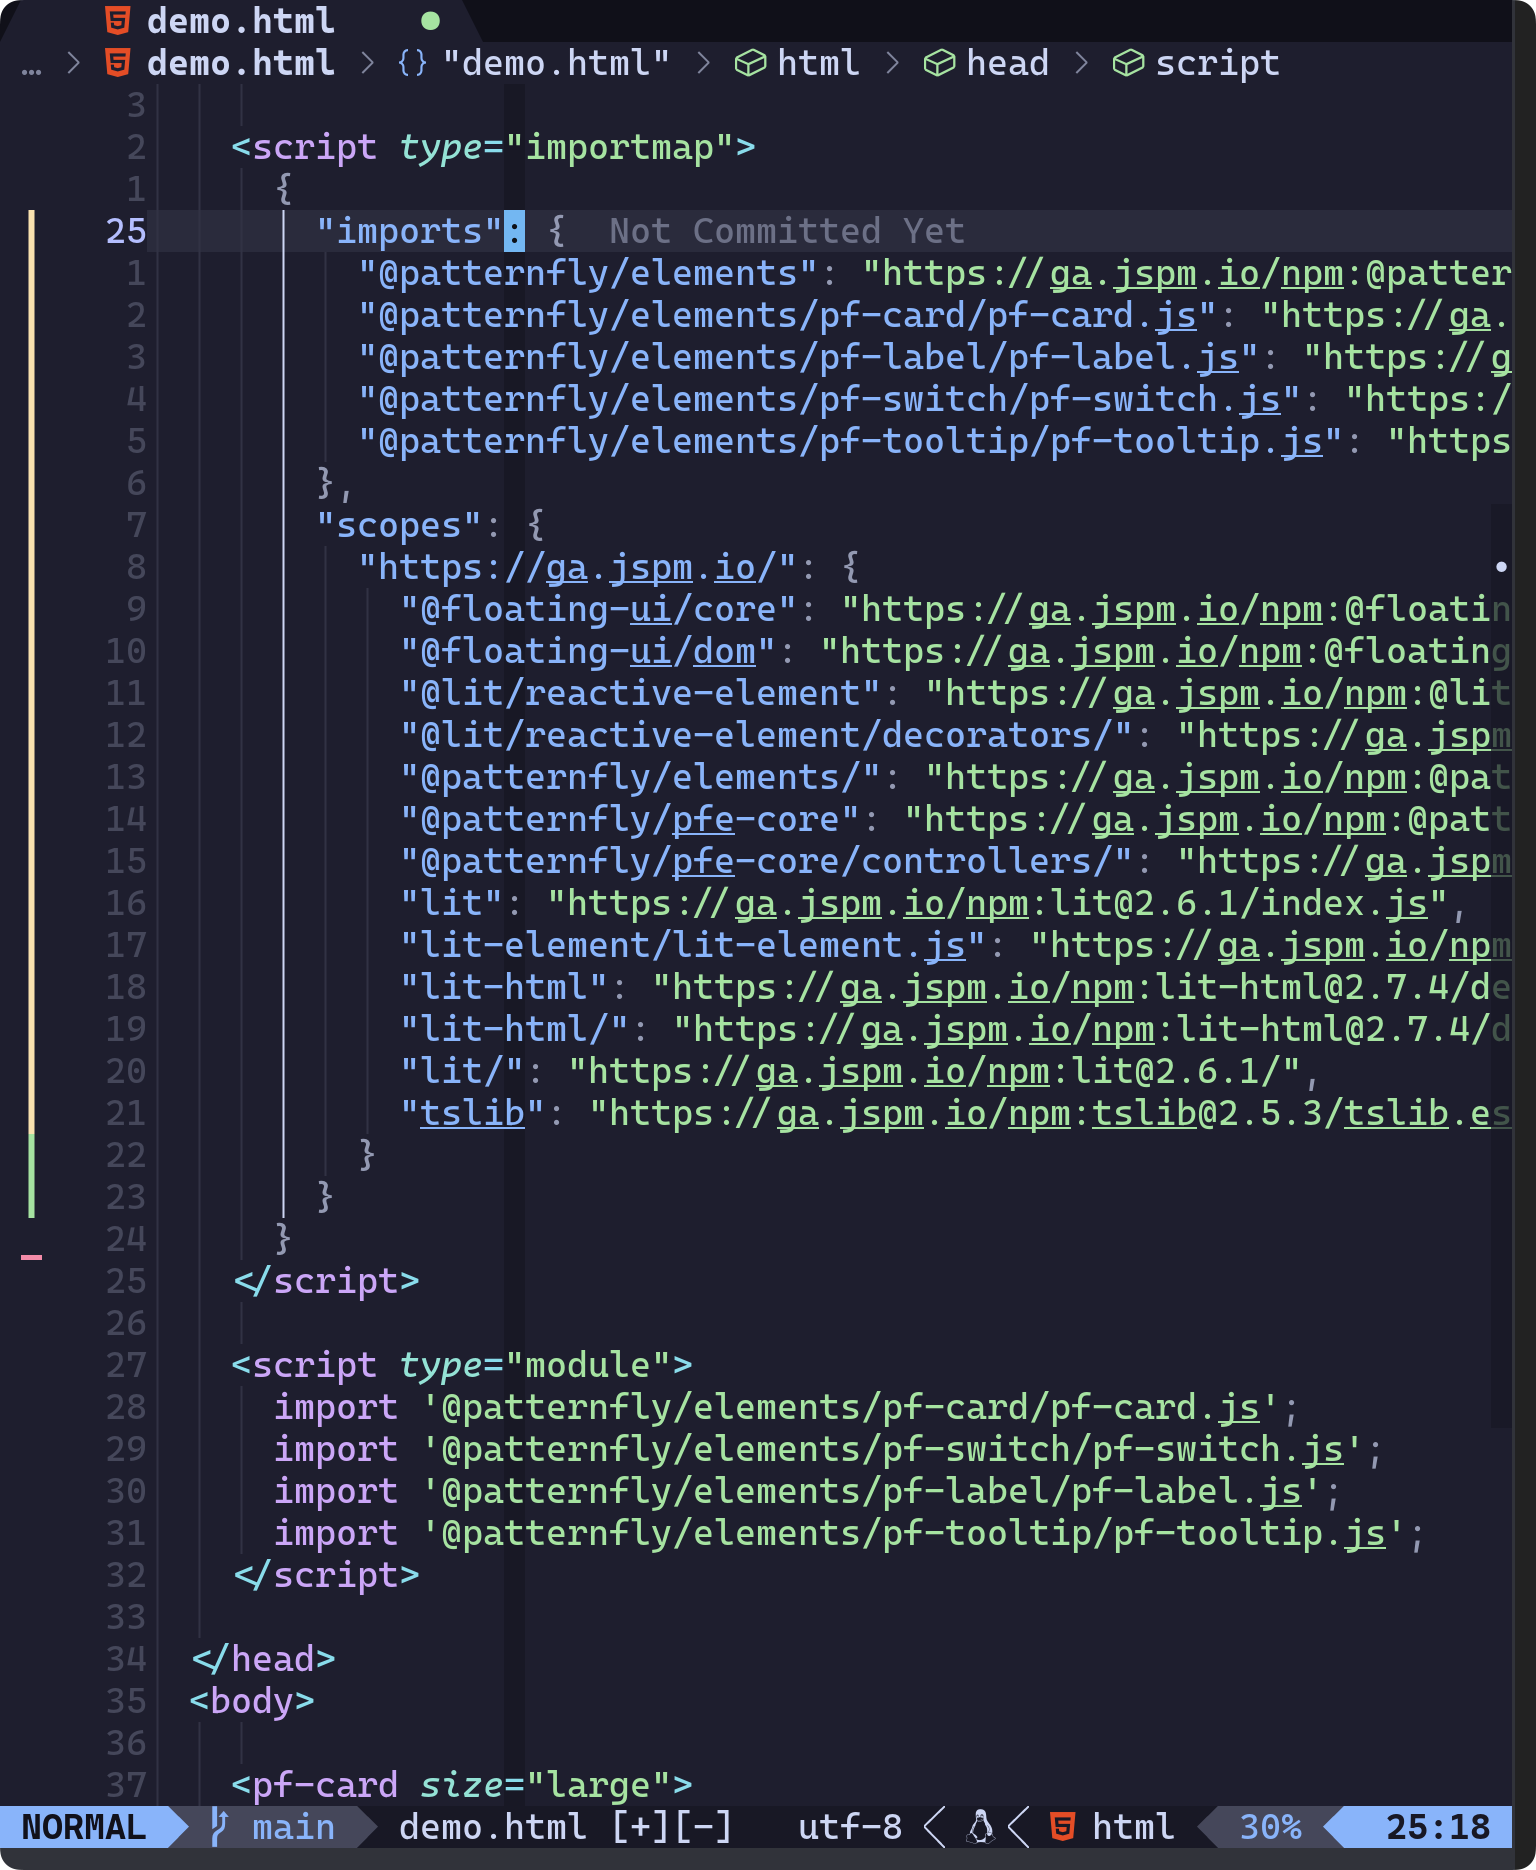 demo.html
… > demo.html > {} "demo.html" > html > head > script
3
2 <script type="importmap">
1 {
25 "imports": { Not Committed Yet
1 "@patternfly/elements": "https://ga.jspm.io/npm:@patter
2 "@patternfly/elements/pf-card/pf-card.js": "https://ga.
3 "@patternfly/elements/pf-label/pf-label.js": "https://g
4 "@patternfly/elements/pf-switch/pf-switch.js": "https:/
5 "@patternfly/elements/pf-tooltip/pf-tooltip.js": "https
6 },
7 "scopes": {
8 "https://ga.jspm.io/": {
9 "@floating-ui/core": "https://ga.jspm.io/npm:@floatin
10 "@floating-ui/dom": "https://ga.jspm.io/npm:@floating
11 "@lit/reactive-element": "https://ga.jspm.io/npm:@lit
12 "@lit/reactive-element/decorators/": "https://ga.jspm
13 "@patternfly/elements/": "https://ga.jspm.io/npm:@pat
14 "@patternfly/pfe-core": "https://ga.jspm.io/npm:@patt
15 "@patternfly/pfe-core/controllers/": "https://ga.jspm
16 "lit": "https://ga.jspm.io/npm:lit@2.6.1/index.js",
17 "lit-element/lit-element.js": "https://ga.jspm.io/npm
18 "lit-html": "https://ga.jspm.io/npm:lit-html@2.7.4/de
19 "lit-html/": "https://ga.jspm.io/npm:lit-html@2.7.4/d
20 "lit/": "https://ga.jspm.io/npm:lit@2.6.1/",
21 "tslib": "https://ga.jspm.io/npm:tslib@2.5.3/tslib.es
22 }
23 }
24 }
25 </script>
26
27 <script type="module">
28 import '@patternfly/elements/pf-card/pf-card.js';
29 import '@patternfly/elements/pf-switch/pf-switch.js';
30 import '@patternfly/elements/pf-label/pf-label.js';
31 import '@patternfly/elements/pf-tooltip/pf-tooltip.js';
32 </script>
33
34 </head>
35 <body>
36
37 <pf-card size="large">
NORMAL main demo.html [+][-] utf-8 html 30% 25:18